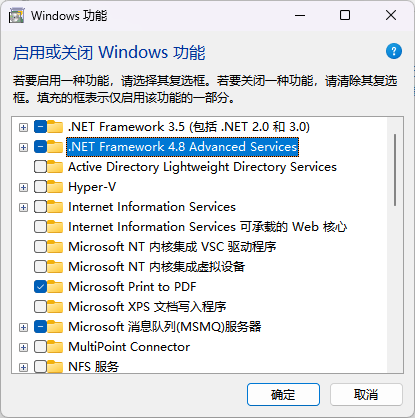 Windows 功能
启用或关闭 Windows 功能
若要启用一种功能，请选择其复选框。若要关闭一种功能，请清除其复选
框。填充的框表示仅启用该功能的一部分。
.NET Framework 3.5 (包括 .NET 2.0 和 3.0)
.NET Framework 4.8 Advanced Services
Active Directory Lightweight Directory Services
Hyper-V
Internet Information Services
Internet Information Services 可承载的 Web 核心
Microsoft NT 内核集成 VSC 驱动程序
Microsoft NT 内核集成虚拟设备
Microsoft Print to PDF
Microsoft XPS 文档写入程序
Microsoft 消息队列(MSMQ)服务器
MultiPoint Connector
NFS 服务
确定
取消